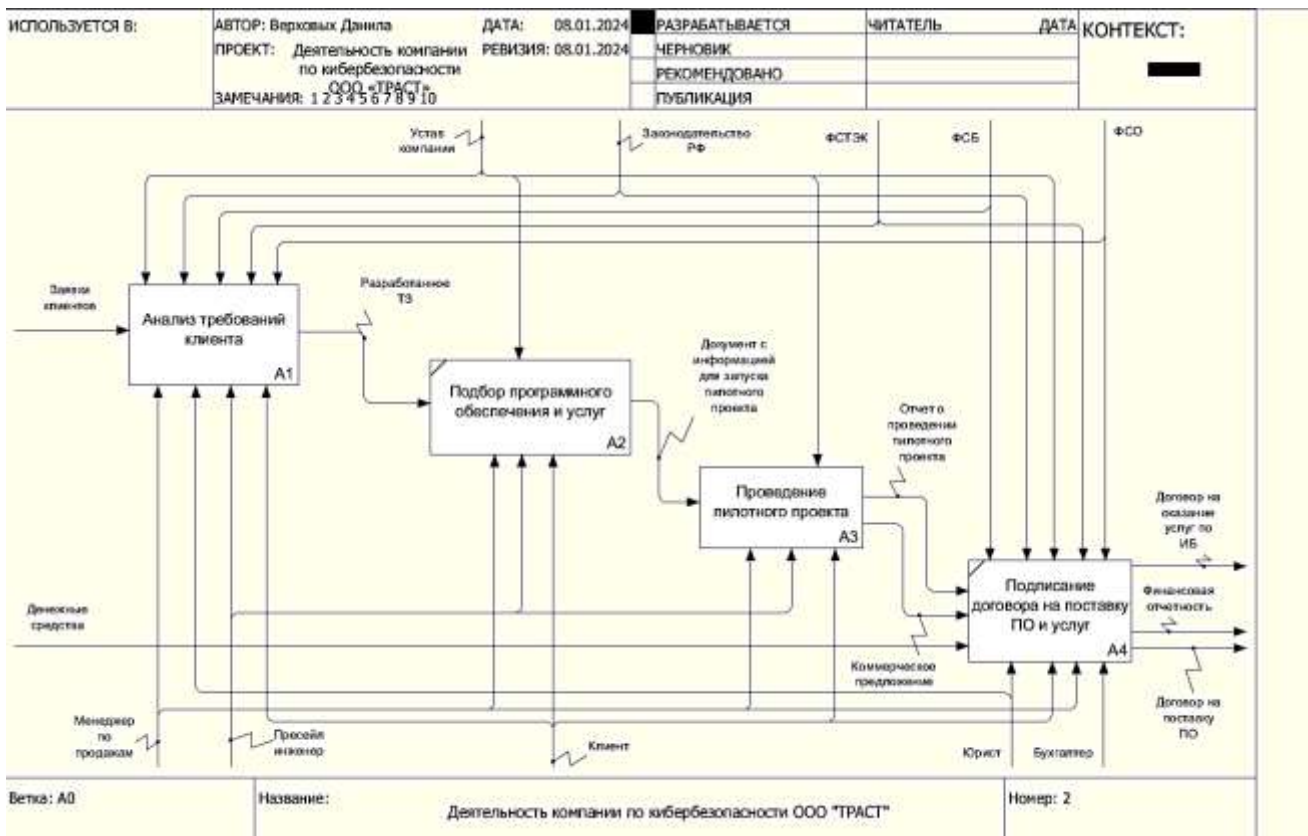 ИСПОЛЬЗУЕТСЯ В:
АВТОР: Верховых Данила
ДАТА: 08.01.2024
РАЗРАБАТЫВАЕТСЯ
ЧИТАТЕЛЬ
ДАТА
КОНТЕКСТ:
ПРОЕКТ: Деятельность компании
по кибербезопасности
ООО «ТРАСТ»
РЕВИЗИЯ: 08.01.2024
ЧЕРНОВИК
РЕКОМЕНДОВАНО
ЗАМЕЧАНИЯ: 1 2 3 4 5 6 7 8 9 10
ПУБЛИКАЦИЯ
Устав
компании
Законодательство
РФ
ФСТЭК
ФСБ
ФСО
Заявки
клиентов
Анализ требований
клиента
A1
Разработанное
ТЗ
Подбор программного
обеспечения и услуг
A2
Документ с
информацией
для запуска
пилотного
проекта
Проведение
пилотного проекта
A3
Отчет о
проведении
пилотного
проекта
Договор на
оказание
услуг по
ИБ
Подписание
договора на поставку
ПО и услуг
A4
Финансовая
отчетность
Денежные
средства
Коммерческое
предложение
Договор на
поставку
ПО
Менеджер
по
продажам
Пресейл
инженер
Клиент
Юрист
Бухгалтер
Ветка: A0
Название:
Деятельность компании по кибербезопасности ООО "ТРАСТ"
Номер: 2